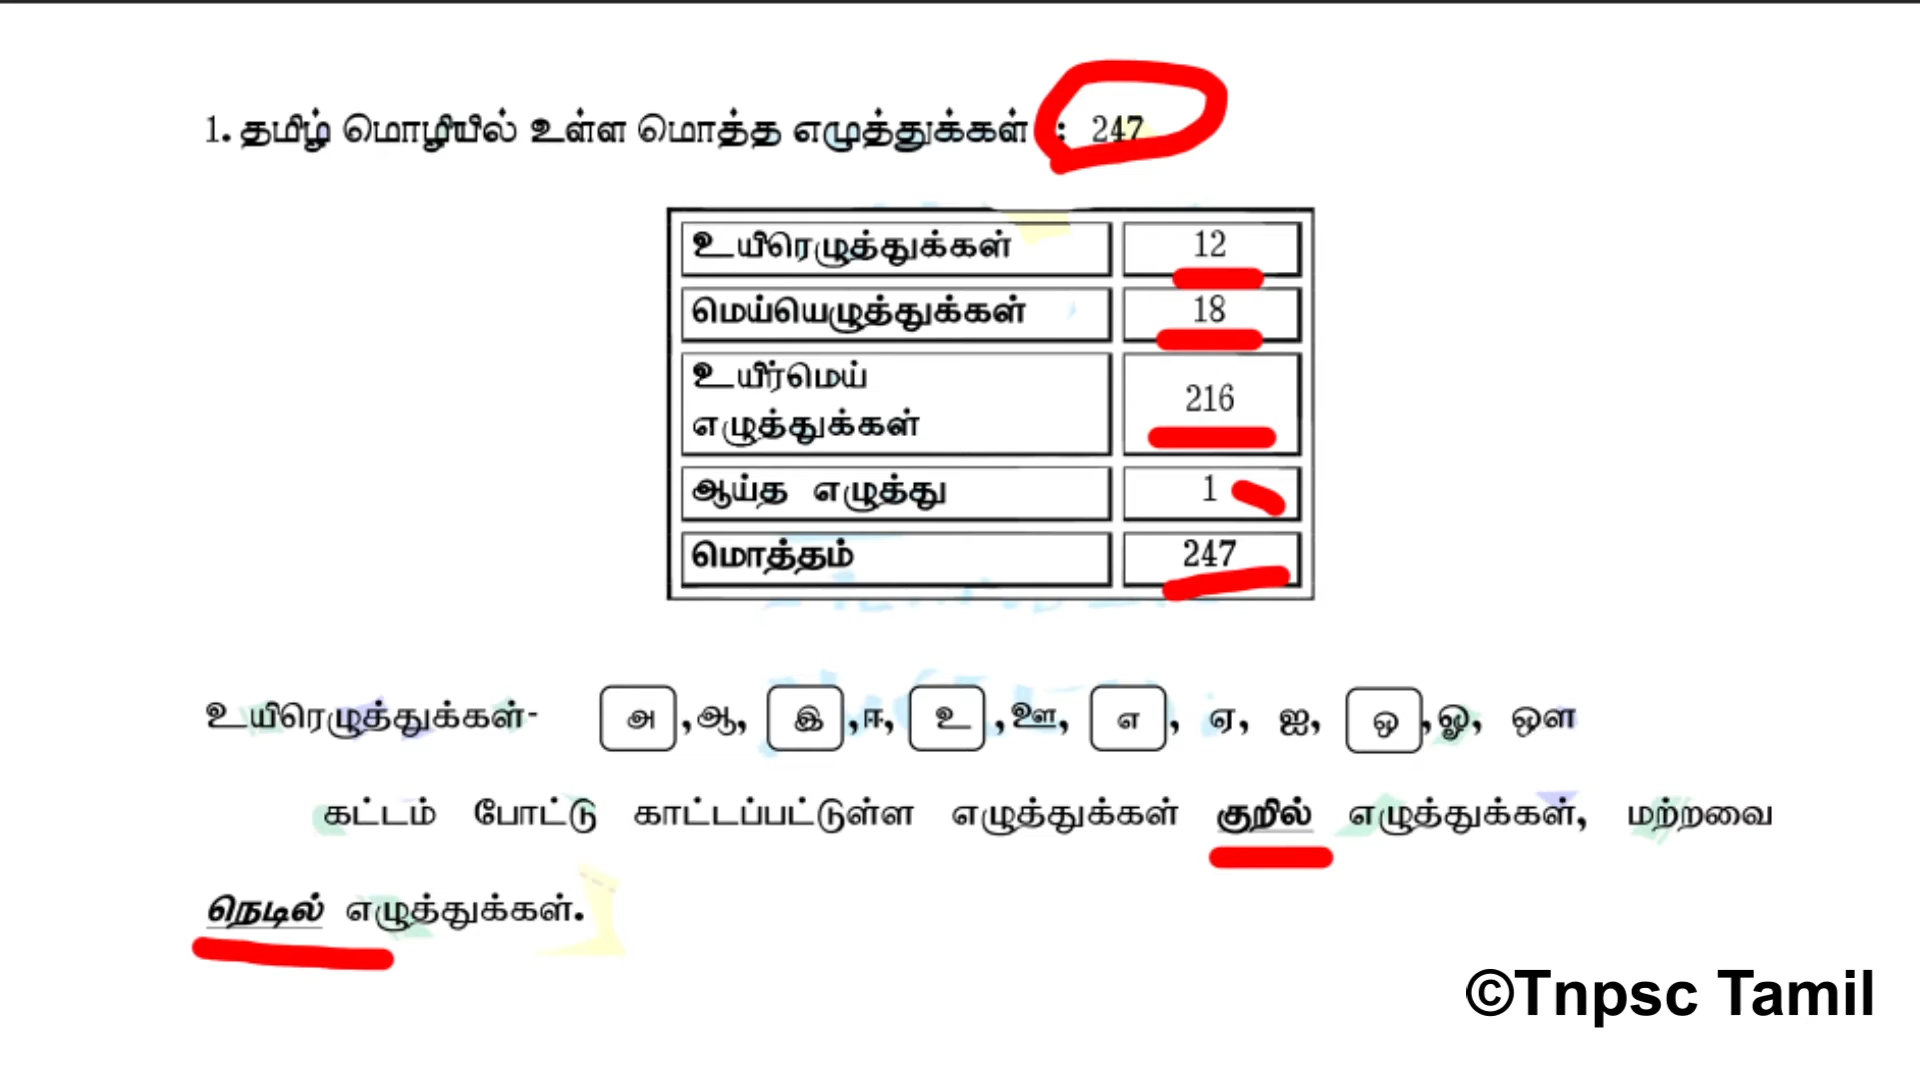 1. தமிழ் மொழியில் உள்ள மொத்த எழுத்துக்கள் : 247
உயிரெழுத்துக்கள் 12
மெய்யெழுத்துக்கள் 18
உயிர்மெய்
எழுத்துக்கள் 216
ஆய்த எழுத்து 1
மொத்தம் 247
உயிரெழுத்துக்கள்- அ ,ஆ, இ ,ஈ, உ ,ஊ, எ , ஏ, ஐ, ஒ ,ஓ, ஔ
கட்டம் போட்டு காட்டப்பட்டுள்ள எழுத்துக்கள் குறில் எழுத்துக்கள், மற்றவை
நெடில் எழுத்துக்கள்.
©Tnpsc Tamil